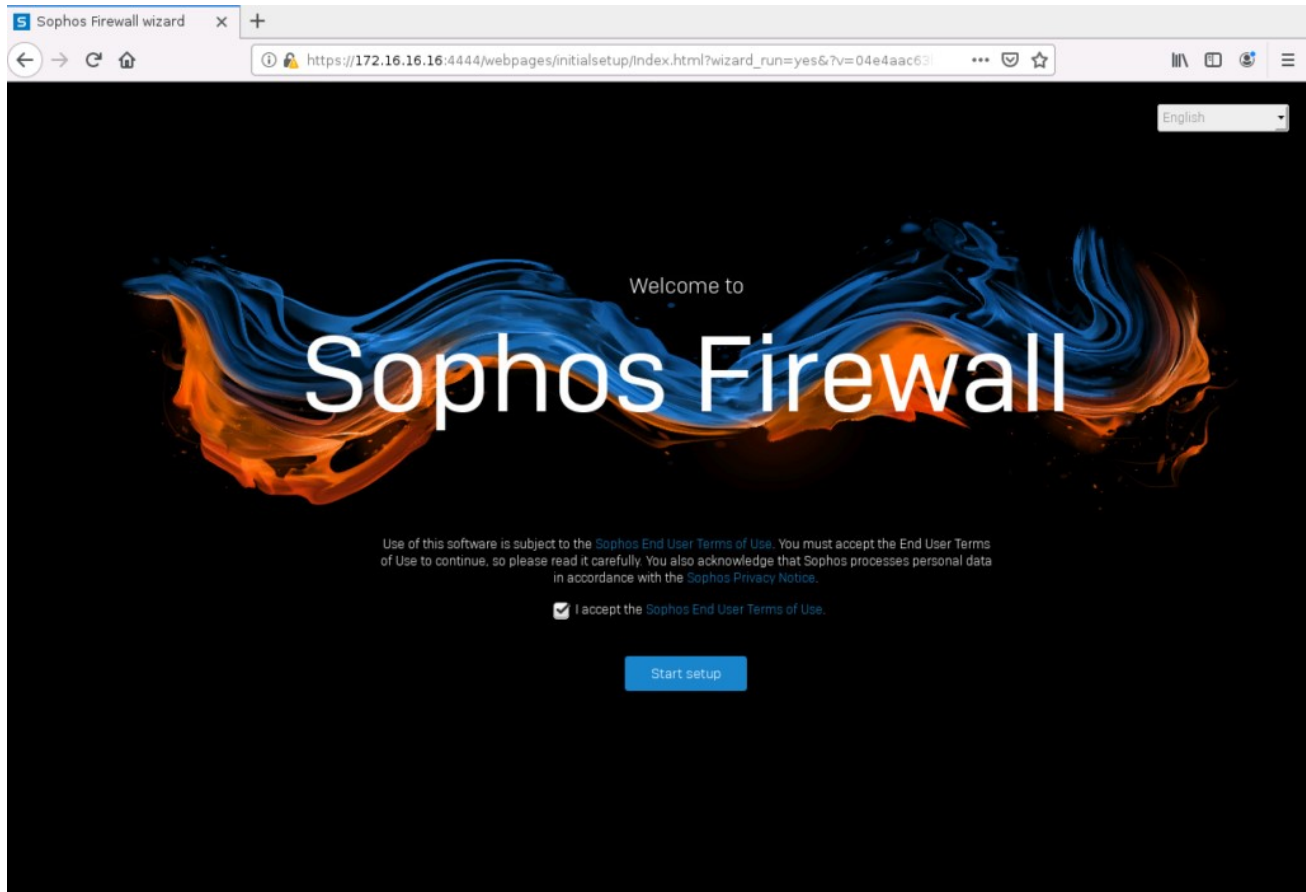 Sophos Firewall wizard
https://172.16.16.16:4444/webpages/initialsetup/Index.html?wizard_run=yes&?v=04e4aac63
English
Welcome to
Sophos Firewall
Use of this software is subject to the Sophos End User Terms of Use. You must accept the End User Terms
of Use to continue, so please read it carefully. You also acknowledge that Sophos processes personal data
in accordance with the Sophos Privacy Notice.
I accept the Sophos End User Terms of Use.
Start setup